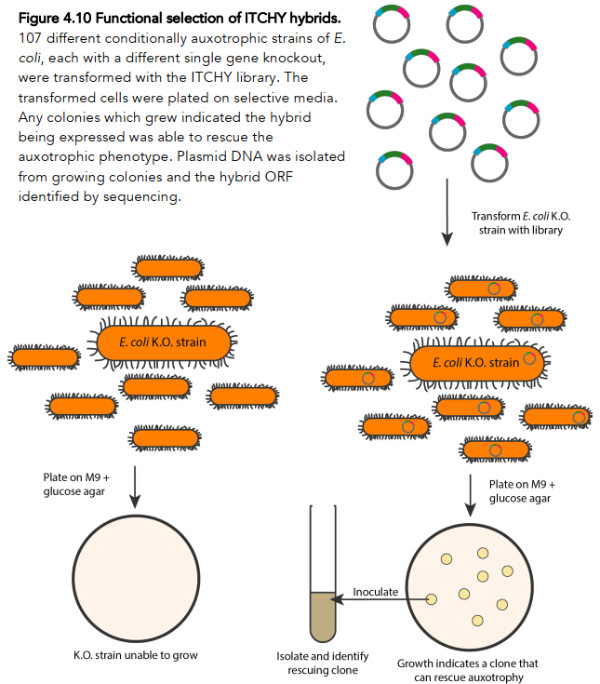 Figure 4.10 Functional selection of ITCHY hybrids.
107 different conditionally auxotrophic strains of E.
coli, each with a different single gene knockout,
were transformed with the ITCHY library. The
transformed cells were plated on selective media.
Any colonies which grew indicated the hybrid
being expressed was able to rescue the
auxotrophic phenotype. Plasmid DNA was isolated
from growing colonies and the hybrid ORF
identified by sequencing.
Transform E. coli K.O.
strain with library
E. coli K.O. strain
E. coli K.O. strain
Plate on M9 +
glucose agar
Plate on M9 +
glucose agar
Inoculate
K.O. strain unable to grow
Isolate and identify
rescuing clone
Growth indicates a clone that
can rescue auxotrophy